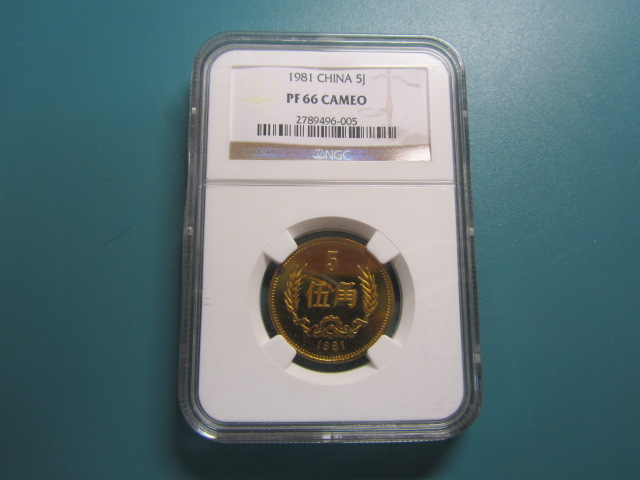 1981 CHINA 5J
PF 66 CAMEO
2789496-005
NGC
5
伍角
1981